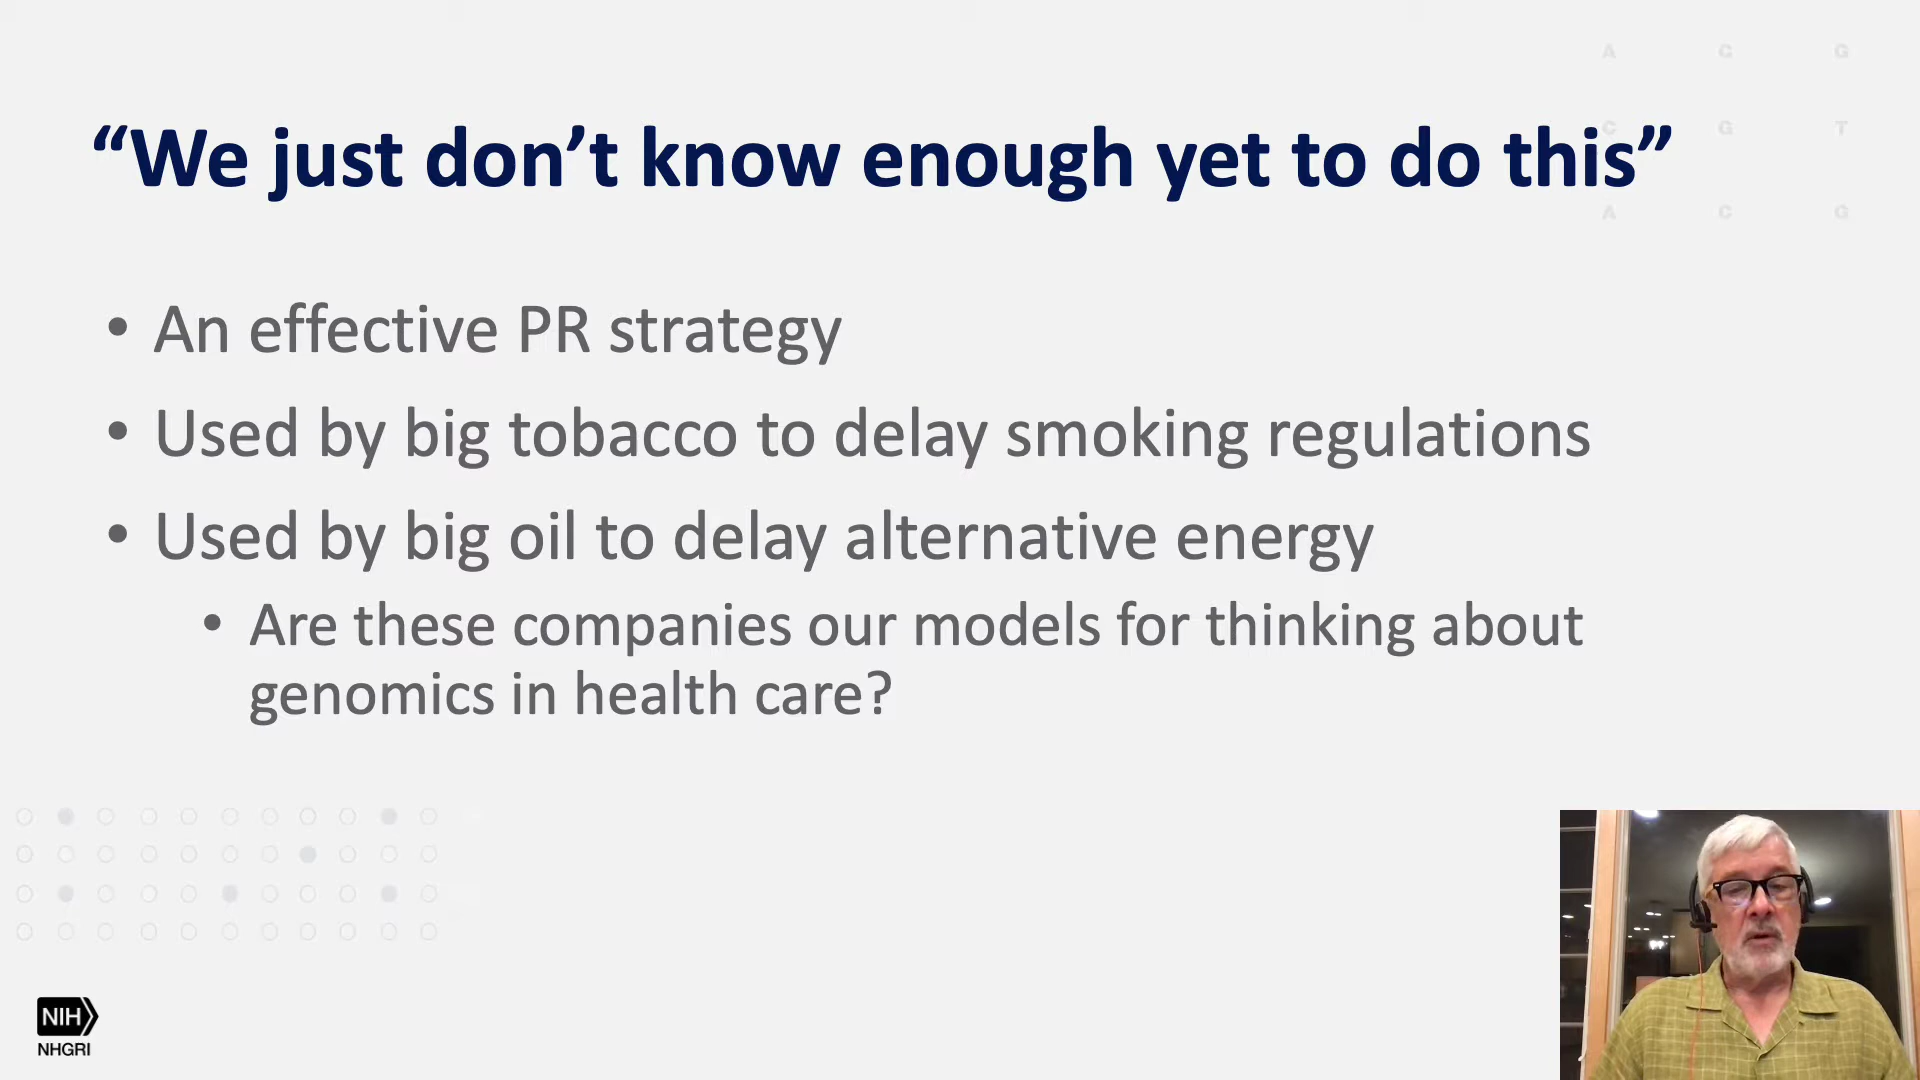 A C G
“We just don’t know enough yet to do this”
C G T
A C G
• An effective PR strategy
• Used by big tobacco to delay smoking regulations
• Used by big oil to delay alternative energy
• Are these companies our models for thinking about
genomics in health care?
NIH
NHGRI